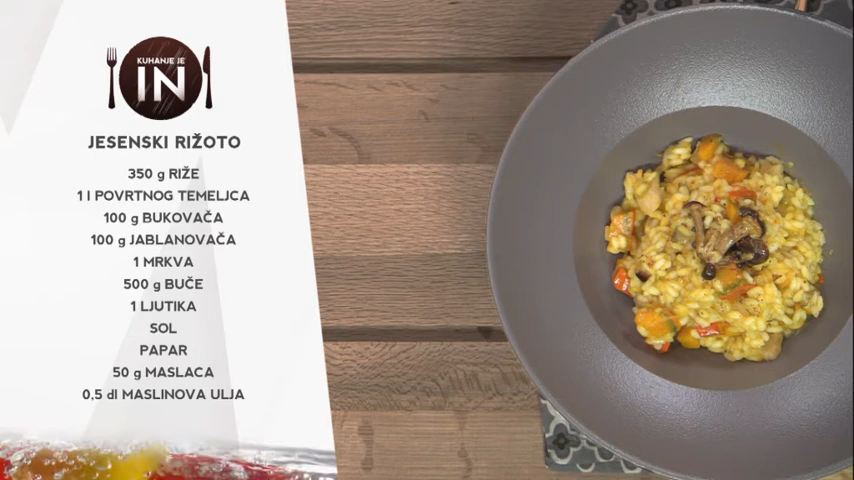 KUHANJE JE
IN
JESENSKI RIŽOTO
350 g RIŽE
1 l POVRTNOG TEMELJCA
100 g BUKOVAČA
100 g JABLANOVAČA
1 MRKVA
500 g BUČE
1 LJUTIKA
SOL
PAPAR
50 g MASLACA
0,5 dl MASLINOVA ULJA